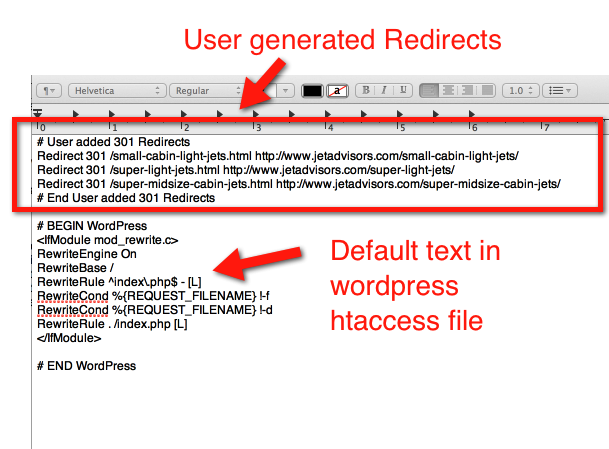 User generated Redirects
Helvetica
Regular
a
B I U
1.0
0 1 2 3 4 5 6 7
# User added 301 Redirects
Redirect 301 /small-cabin-light-jets.html http://www.jetadvisors.com/small-cabin-light-jets/
Redirect 301 /super-light-jets.html http://www.jetadvisors.com/super-light-jets/
Redirect 301 /super-midsize-cabin-jets.html http://www.jetadvisors.com/super-midsize-cabin-jets/
# End User added 301 Redirects
# BEGIN WordPress
<IfModule mod_rewrite.c>
RewriteEngine On
RewriteBase /
RewriteRule ^index\.php$ - [L]
RewriteCond %{REQUEST_FILENAME} !-f
RewriteCond %{REQUEST_FILENAME} !-d
RewriteRule . /index.php [L]
</IfModule>
# END WordPress
Default text in
wordpress
htaccess file